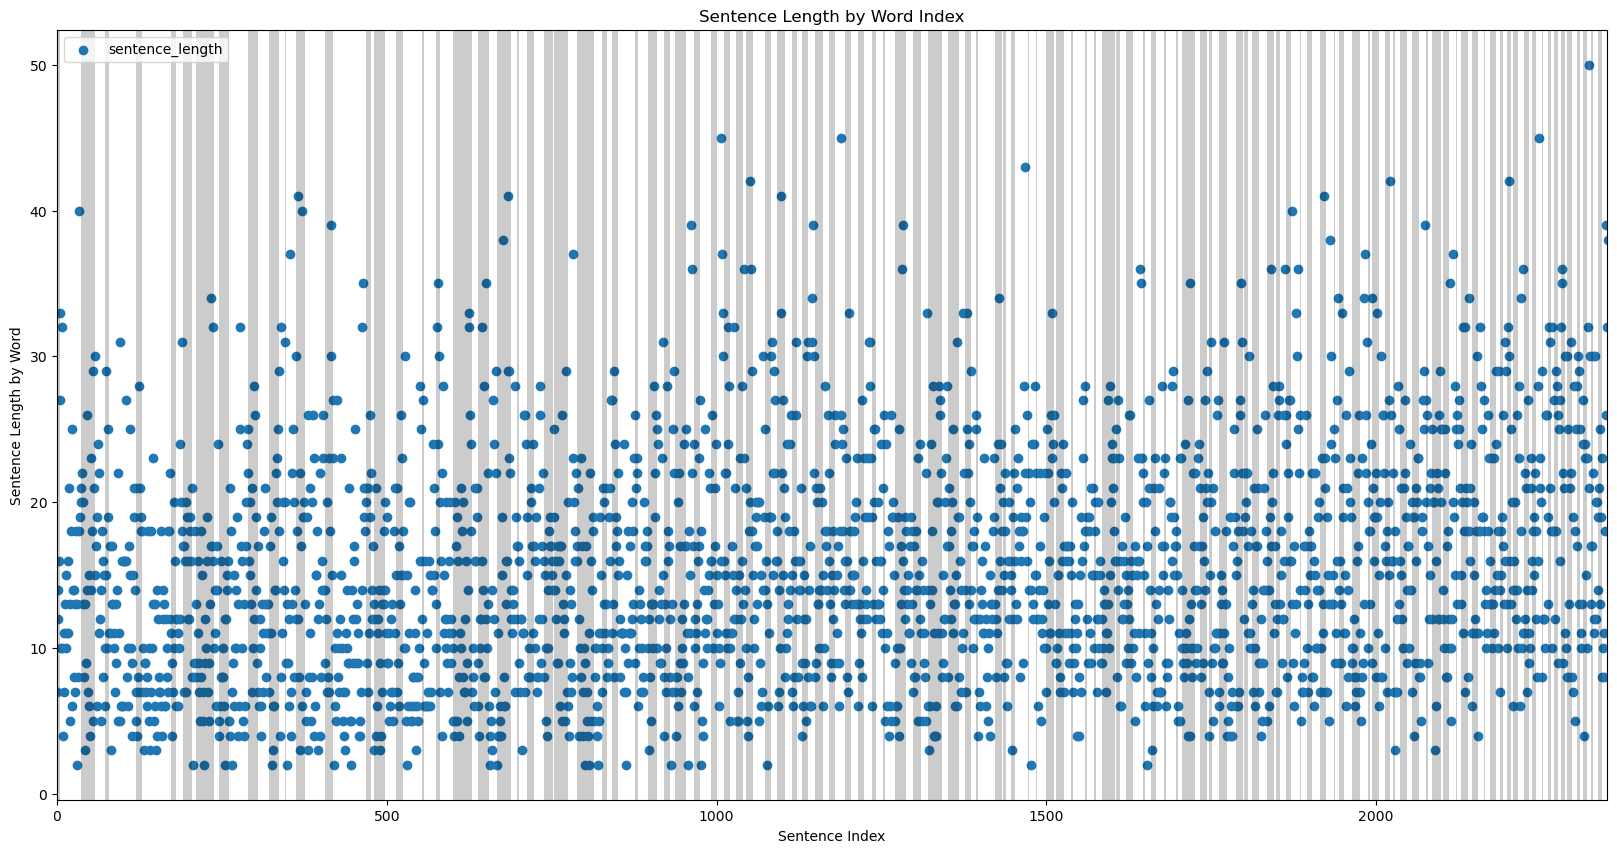 Sentence Length by Word Index
sentence_length
50
40
30
20
10
0
Sentence Length by Word
0 500 1000 1500 2000
Sentence Index